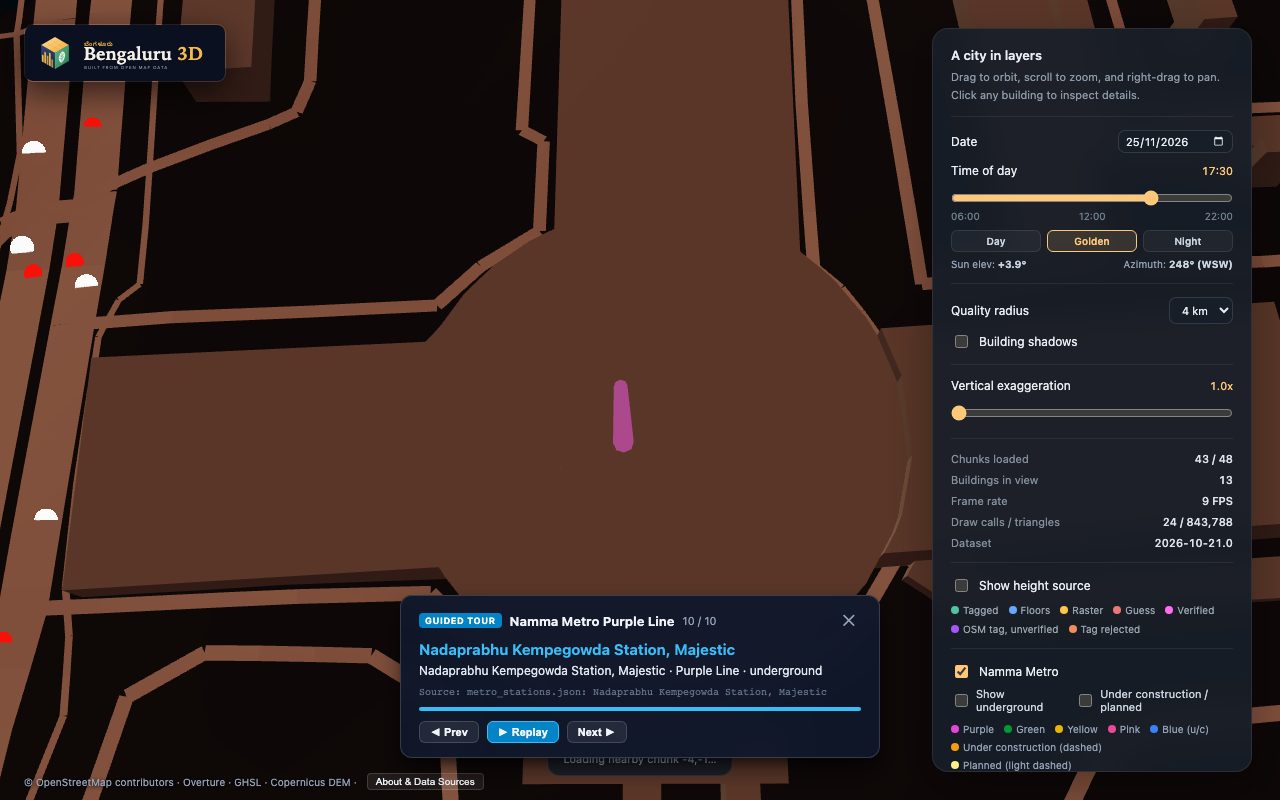 ಬೆಂಗಳೂರು
Bengaluru 3D
BUILT FROM OPEN MAP DATA
A city in layers
Drag to orbit, scroll to zoom, and right-drag to pan.
Click any building to inspect details.
Date
25/11/2026
Time of day
17:30
06:00
12:00
22:00
Day
Golden
Night
Sun elev: +3.9°
Azimuth: 248° (WSW)
Quality radius
4 km
Building shadows
Vertical exaggeration
1.0x
Chunks loaded
43 / 48
Buildings in view
13
Frame rate
9 FPS
Draw calls / triangles
24 / 843,788
Dataset
2026-10-21.0
Show height source
Tagged
Floors
Raster
Guess
Verified
OSM tag, unverified
Tag rejected
Namma Metro
Show underground
Under construction / planned
Purple
Green
Yellow
Pink
Blue (u/c)
Under construction (dashed)
Planned (light dashed)
GUIDED TOUR
Namma Metro Purple Line
10 / 10
Nadaprabhu Kempegowda Station, Majestic
Nadaprabhu Kempegowda Station, Majestic · Purple Line · underground
Source: metro_stations.json: Nadaprabhu Kempegowda Station, Majestic
◀ Prev
▶ Replay
Next ▶
Loading nearby chunk -4,-1...
© OpenStreetMap contributors · Overture · GHSL · Copernicus DEM ·
About & Data Sources